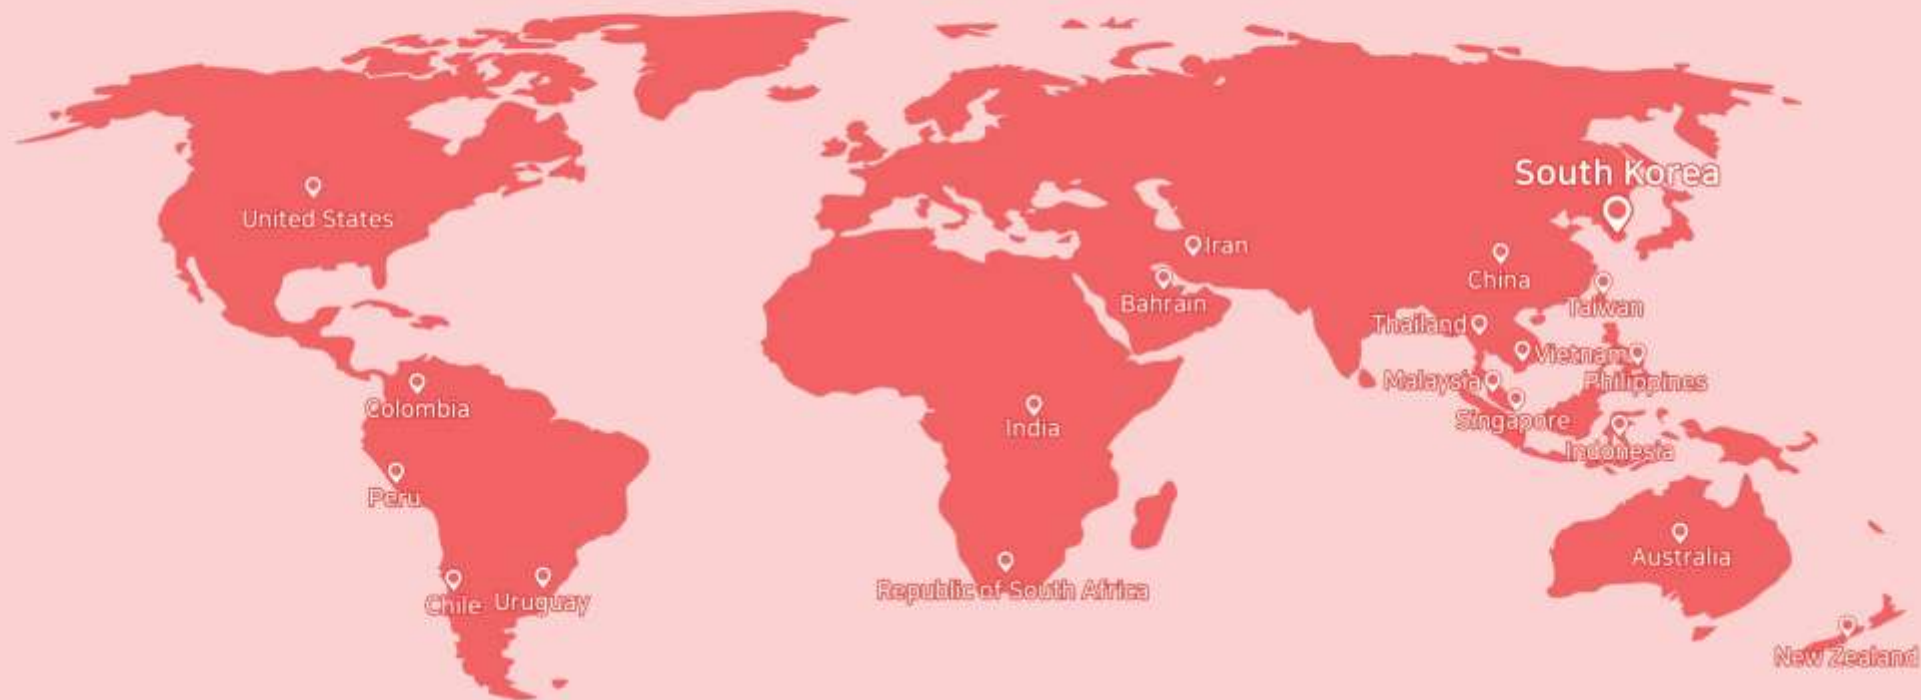 South Korea
United States
Iran
China
Bahrain
Taiwan
Thailand
Vietnam
Malaysia
Philippines
Colombia
Singapore
India
Indonesia
Peru
Australia
Republic of South Africa
Chile
Uruguay
New Zealand